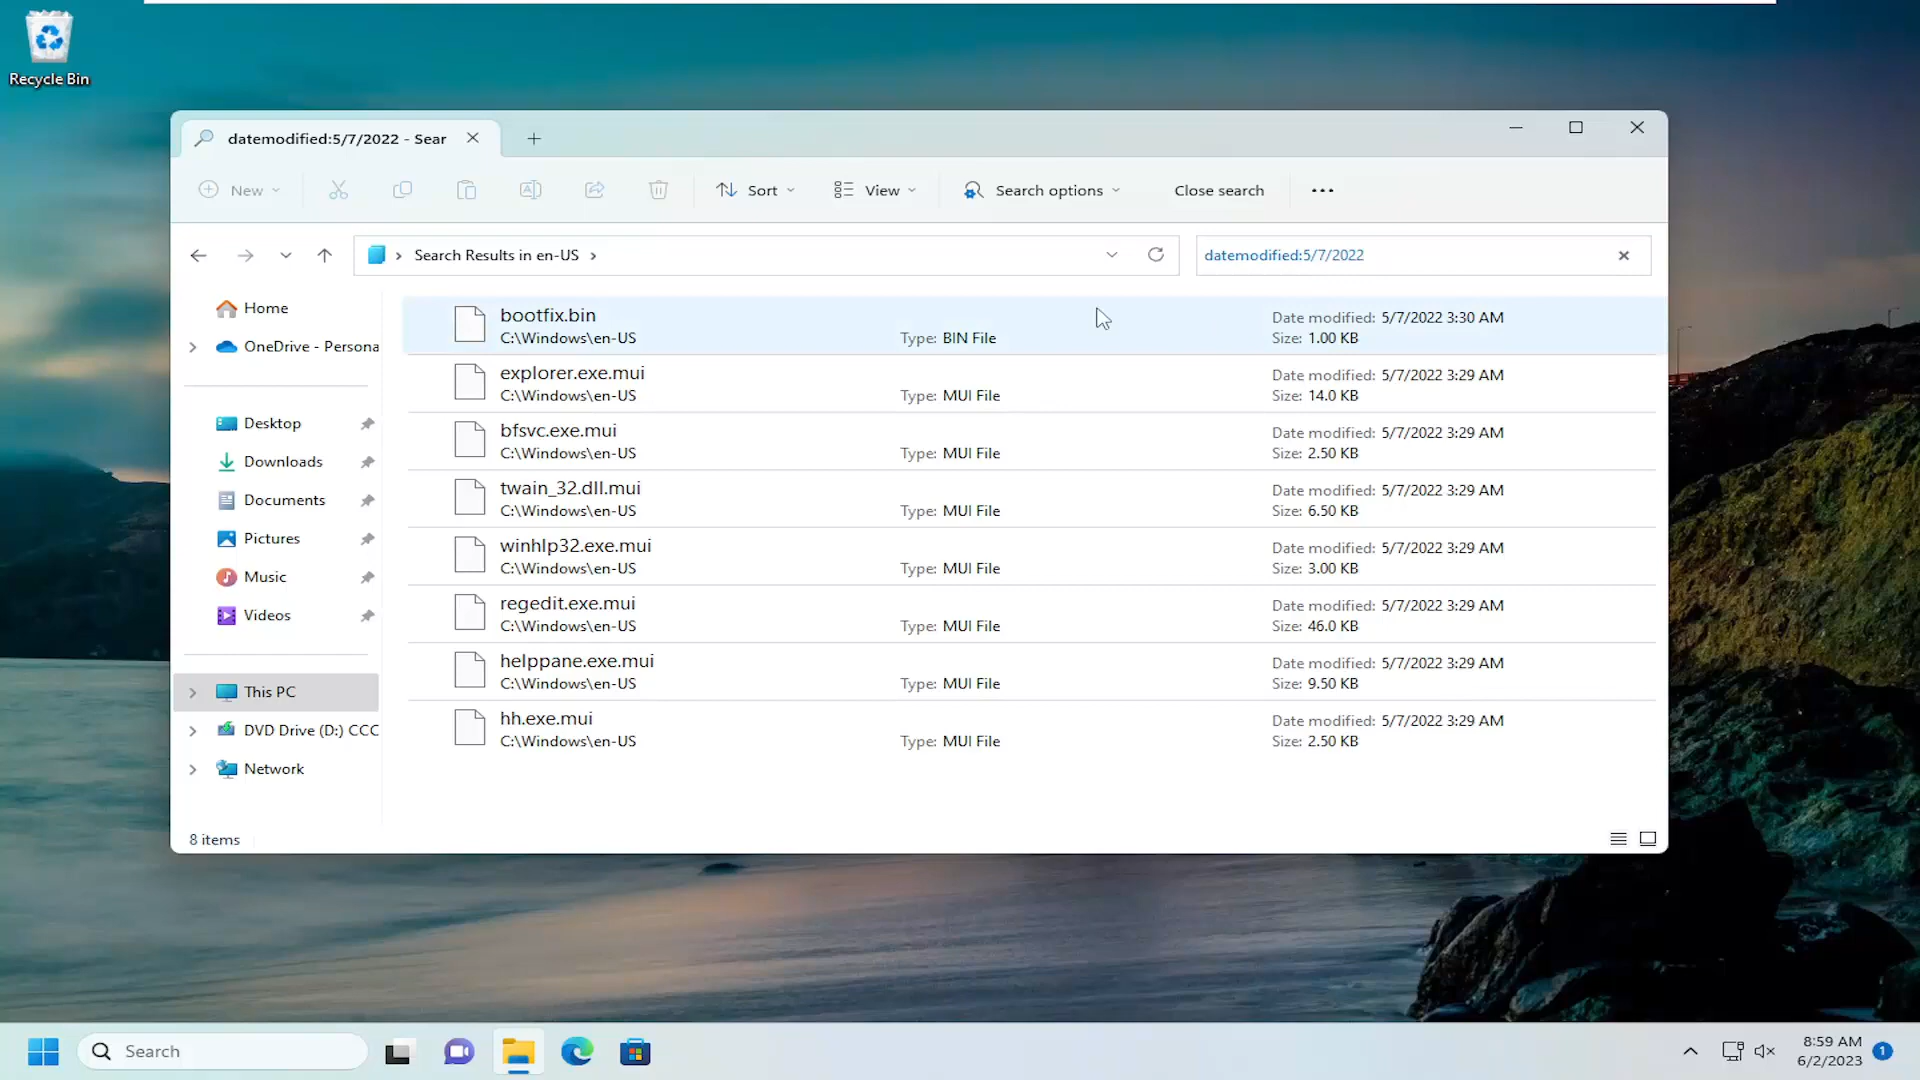 Recycle Bin
datemodified:5/7/2022 - Sear
New
Sort
View
Search options
Close search
Search Results in en-US
datemodified:5/7/2022
Home
OneDrive - Persona
Desktop
Downloads
Documents
Pictures
Music
Videos
This PC
DVD Drive (D:) CCC
Network
bootfix.bin
C:\Windows\en-US
Type: BIN File
Date modified: 5/7/2022 3:30 AM
Size: 1.00 KB
explorer.exe.mui
C:\Windows\en-US
Type: MUI File
Date modified: 5/7/2022 3:29 AM
Size: 14.0 KB
bfsvc.exe.mui
C:\Windows\en-US
Type: MUI File
Date modified: 5/7/2022 3:29 AM
Size: 2.50 KB
twain_32.dll.mui
C:\Windows\en-US
Type: MUI File
Date modified: 5/7/2022 3:29 AM
Size: 6.50 KB
winhlp32.exe.mui
C:\Windows\en-US
Type: MUI File
Date modified: 5/7/2022 3:29 AM
Size: 3.00 KB
regedit.exe.mui
C:\Windows\en-US
Type: MUI File
Date modified: 5/7/2022 3:29 AM
Size: 46.0 KB
helppane.exe.mui
C:\Windows\en-US
Type: MUI File
Date modified: 5/7/2022 3:29 AM
Size: 9.50 KB
hh.exe.mui
C:\Windows\en-US
Type: MUI File
Date modified: 5/7/2022 3:29 AM
Size: 2.50 KB
8 items
Search
8:59 AM
6/2/2023
1